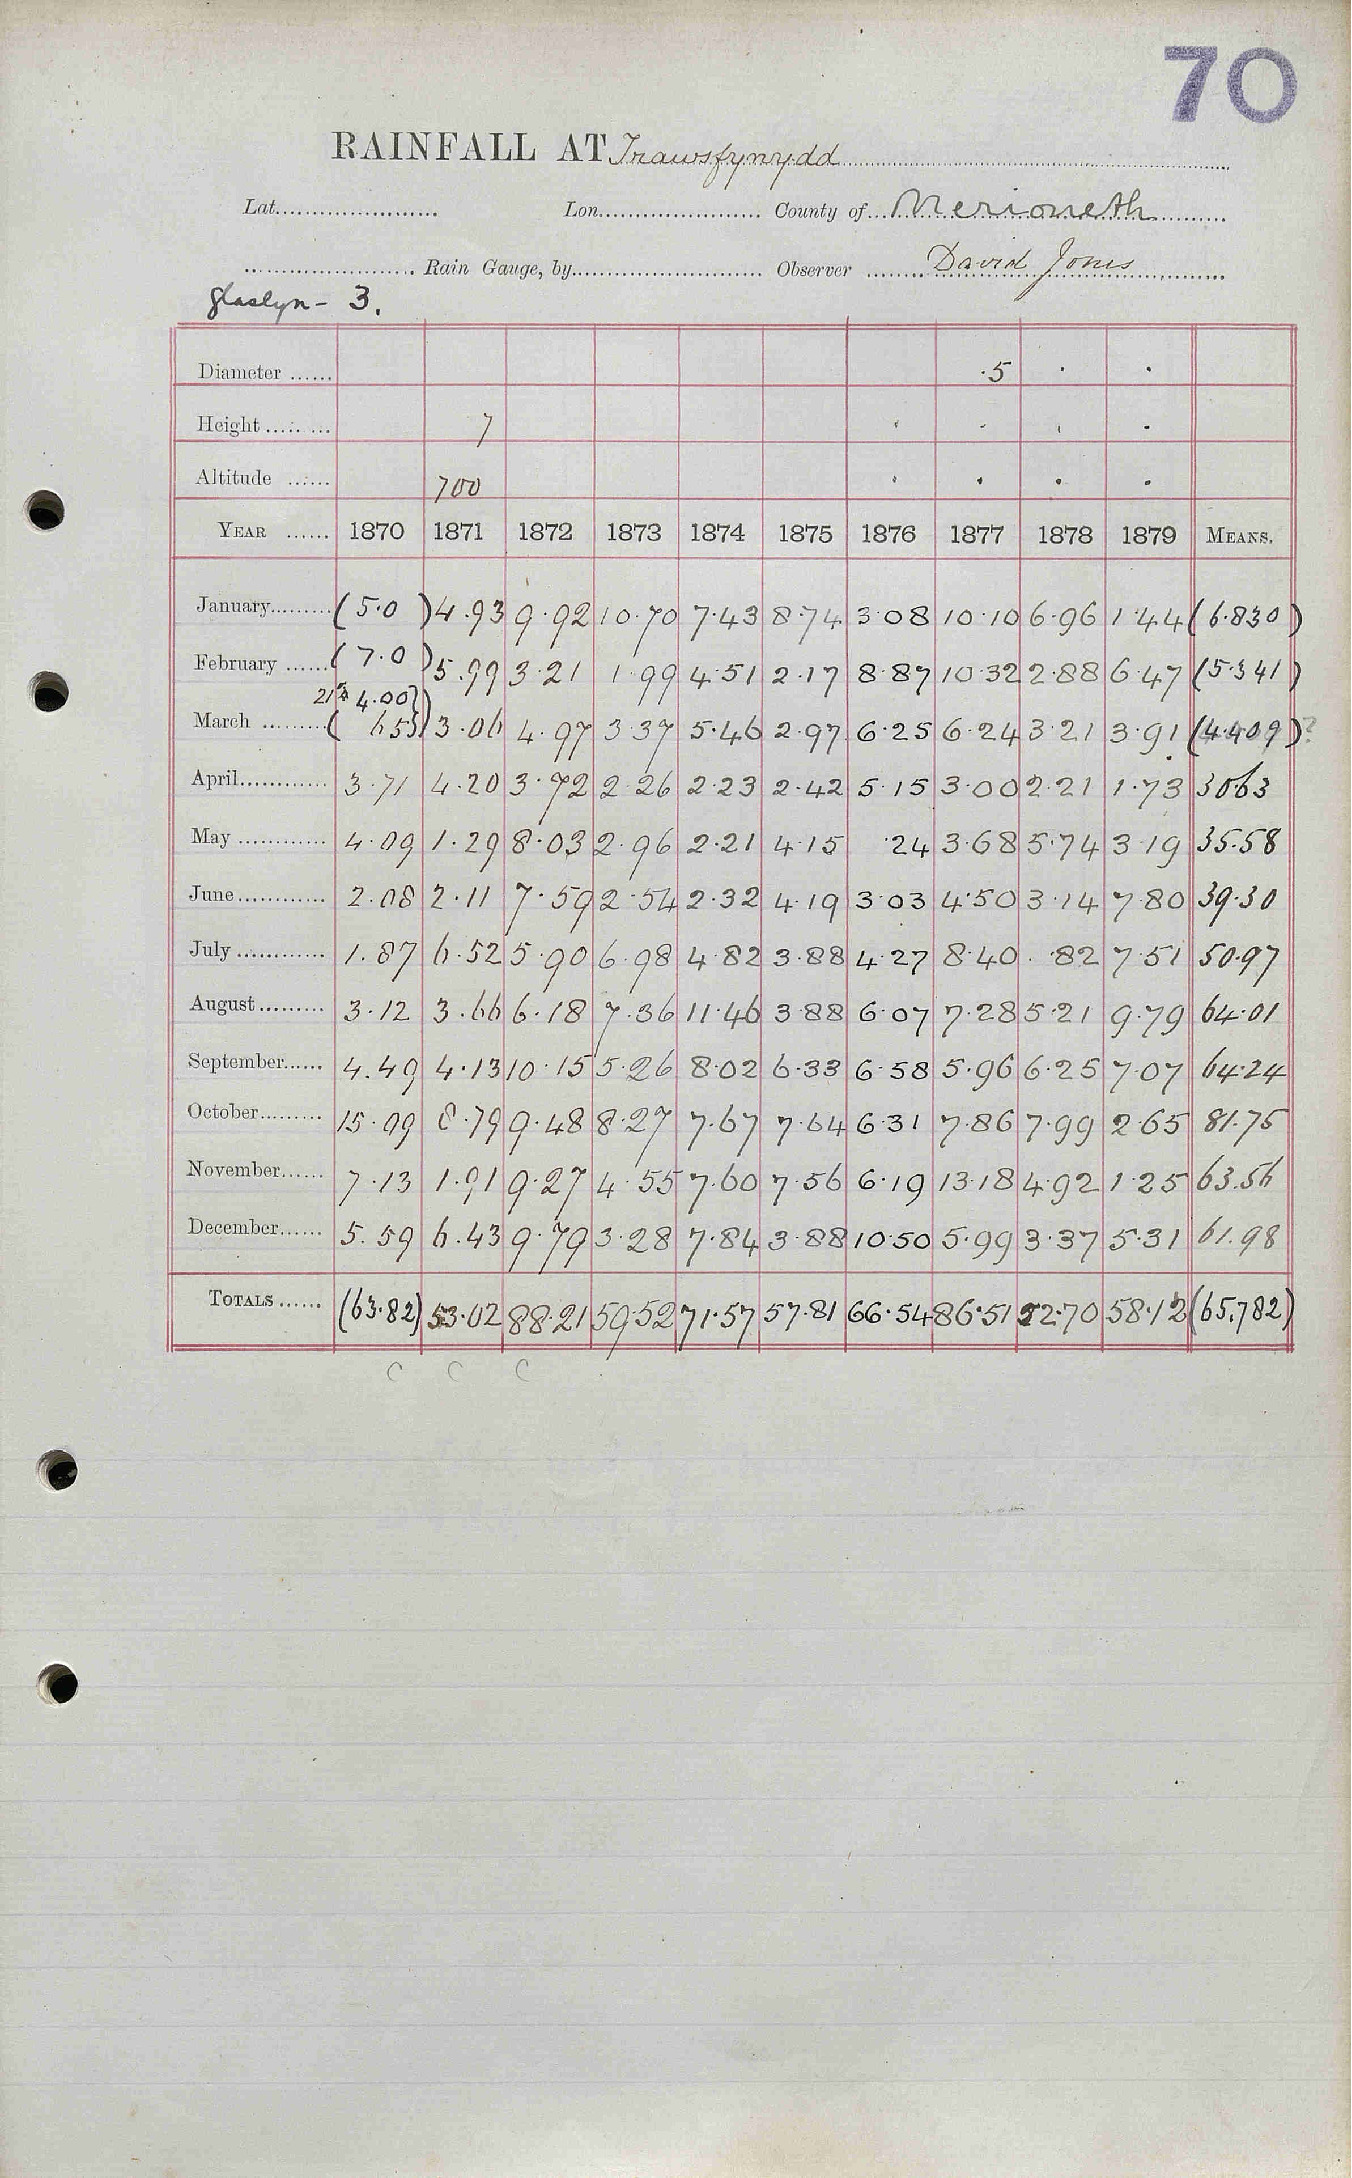 70
RAINFALL AT Trawsfynydd
Lat. Lon. County of Merioneth
Rain Gauge, by Observer David Jones
Glaslyn - 3.
Diameter ...... ·5 · ·
Height ......... 7 · · · ·
Altitude ...... 700 · · · ·
YEAR ...... 1870 1871 1872 1873 1874 1875 1876 1877 1878 1879 MEANS.
January......... (5·0) 4.93 9·92 10·70 7·43 8·74 3·08 10·10 6·96 1·44 (6·830)
February ...... (7·0) 5.99 3·21 1·99 4·51 2·17 8·87 10·32 2·88 6·47 (5·341)
4·00
March ......... (·65) 3·06 4·97 3·37 5·46 2·97 6·25 6·24 3·21 3·91 (4·409)?
April............. 3·71 4·20 3·72 2·26 2·23 2·42 5·15 3·00 2·21 1·73 3063
May ............. 4·09 1·29 8·03 2·96 2·21 4·15 ·24 3·68 5·74 3·19 35·58
June............. 2·08 2·11 7·59 2·54 2·32 4·19 3·03 4·50 3·14 7·80 39·30
July ............. 1·87 6·52 5·90 6·98 4·82 3·88 4·27 8·40 ·82 7·51 50·97
August......... 3·12 3·66 6·18 7·36 11·46 3·88 6·07 7·28 5·21 9·79 64·01
September...... 4·49 4·13 10·15 5·26 8·02 6·33 6·58 5·96 6·25 7·07 64·24
October......... 15·09 8·79 9·48 8·27 7·67 7·64 6·31 7·86 7·99 2·65 81·75
November...... 7·13 1·91 9·27 4·55 7·60 7·56 6·19 13·18 4·92 1·25 63·56
December...... 5·59 6·43 9·79 3·28 7·84 3·88 10·50 5·99 3·37 5·31 61·98
TOTALS ...... (63·82) 53·02 88·21 59·52 71·57 57·81 66·54 86·51 52·70 58·12 (65,782)
C C C